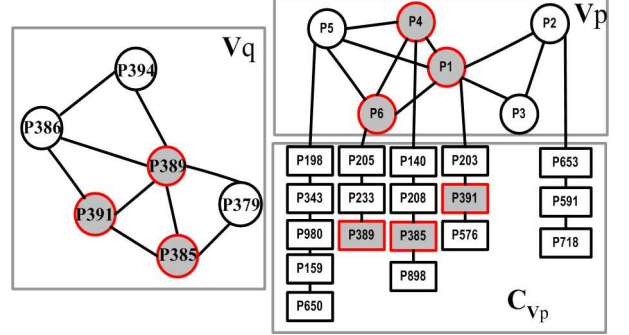 Vq
P394
P386
P389
P391
P379
P385
Vp
P5
P4
P2
P1
P6
P3
P198 P205 P140 P203 P653
P343 P233 P208 P391 P591
P980 P389 P385 P576 P718
P159 P898
P650
CVp